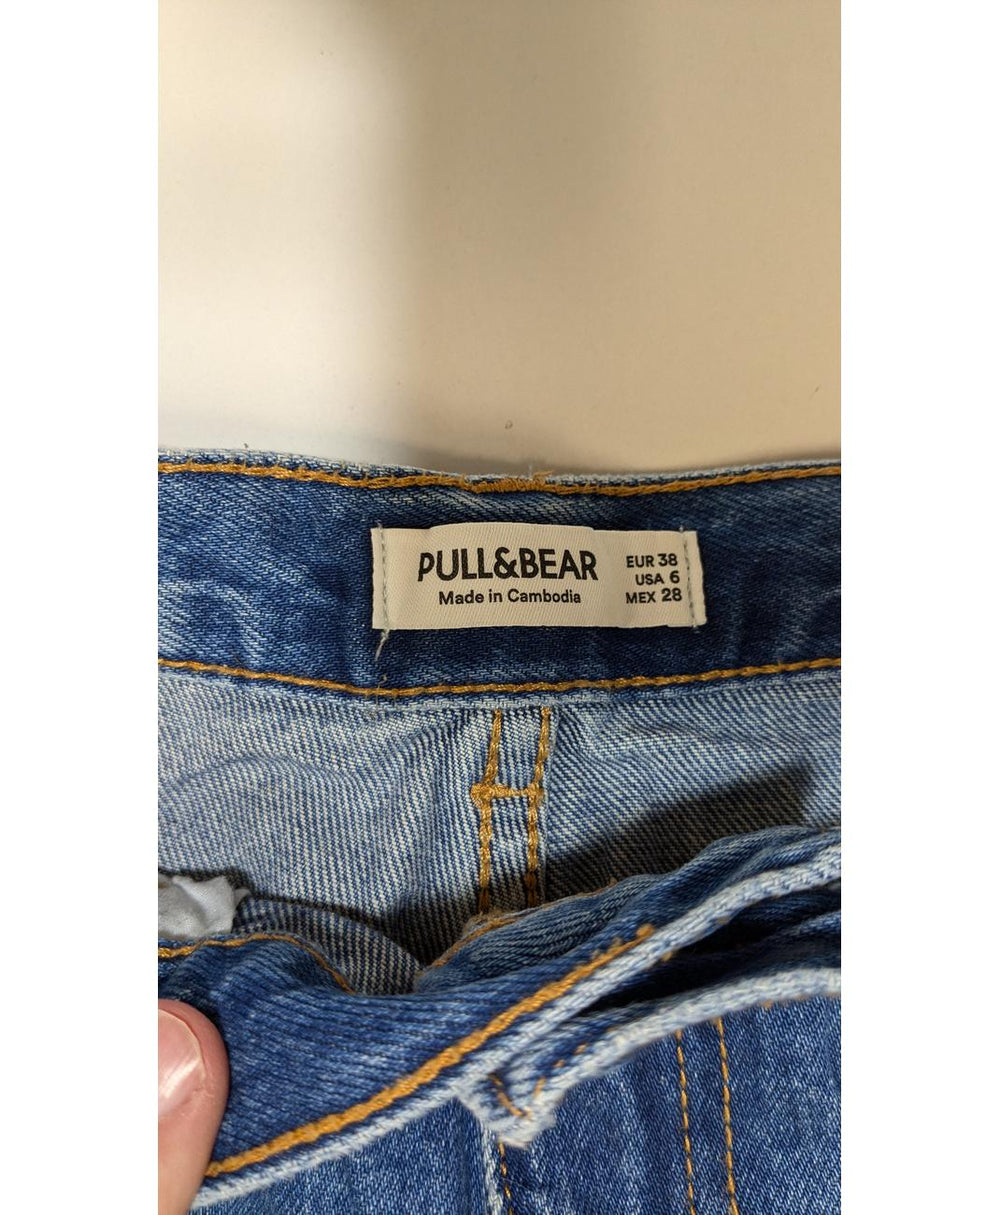 PULL&BEAR
Made in Cambodia
EUR 38
USA 6
MEX 28